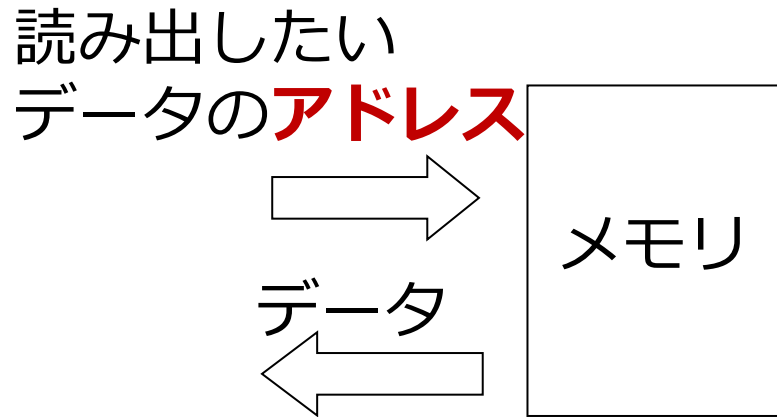 読み出したい
データのアドレス
メモリ
データ